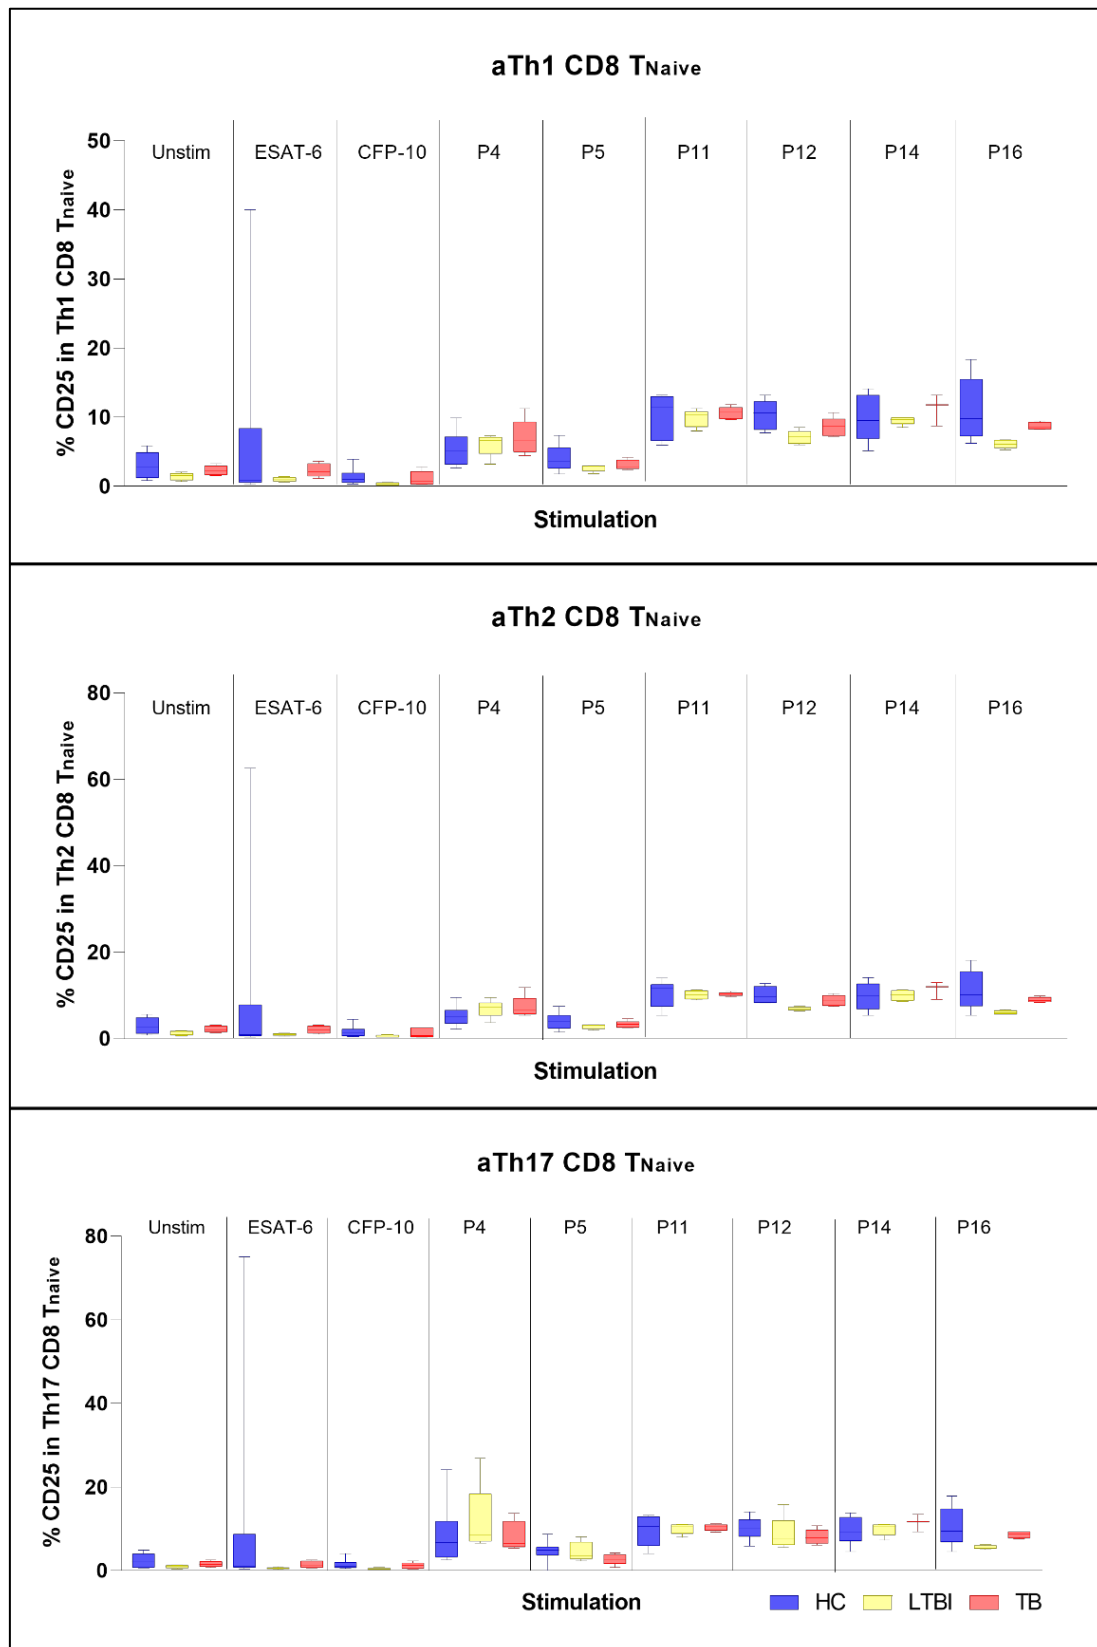 aTh1 CD8 TNaive
% CD25 in Th1 CD8 Tnaive
50
40
30
20
10
0
Unstim ESAT-6 CFP-10 P4 P5 P11 P12 P14 P16
Stimulation
aTh2 CD8 TNaive
% CD25 in Th2 CD8 Tnaive
80
60
40
20
0
Unstim ESAT-6 CFP-10 P4 P5 P11 P12 P14 P16
Stimulation
aTh17 CD8 TNaive
% CD25 in Th17 CD8 Tnaive
80
60
40
20
0
Unstim ESAT-6 CFP-10 P4 P5 P11 P12 P14 P16
Stimulation
HC LTBI TB